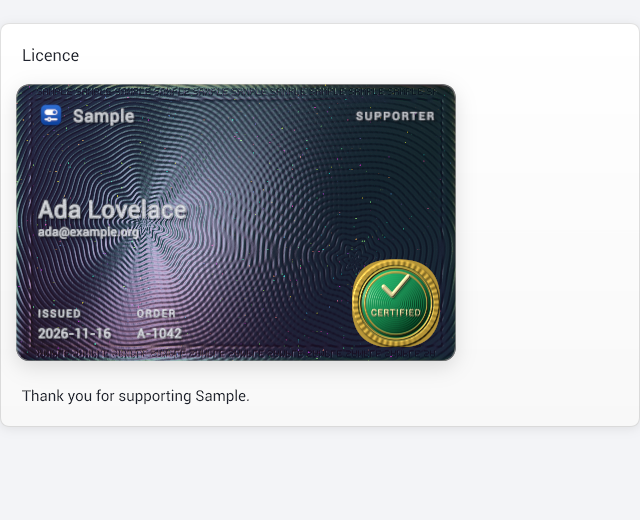 Licence
Sample
SUPPORTER
Ada Lovelace
ada@example.org
ISSUED
ORDER
2026-11-16
A-1042
CERTIFIED
Thank you for supporting Sample.